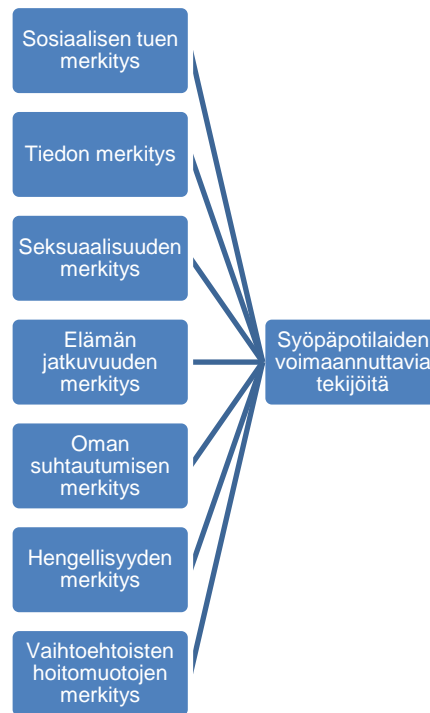 Sosiaalisen tuen
merkitys
Tiedon merkitys
Seksuaalisuuden
merkitys
Elämän
jatkuvuuden
merkitys
Oman
suhtautumisen
merkitys
Hengellisyyden
merkitys
Vaihtoehtoisten
hoitomuotojen
merkitys
Syöpäpotilaiden
voimaannuttavia
tekijöitä